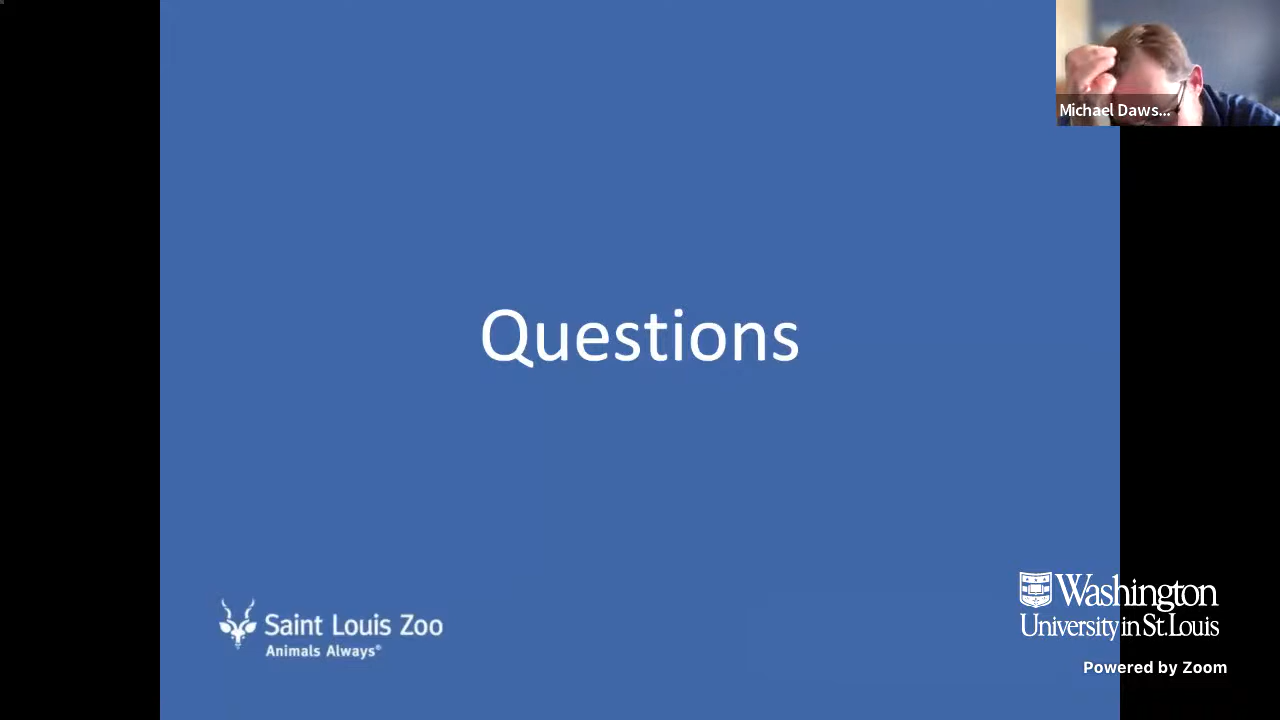 Michael Daws...
Questions
Saint Louis Zoo
Animals Always®
Washington
University in St. Louis
Powered by Zoom